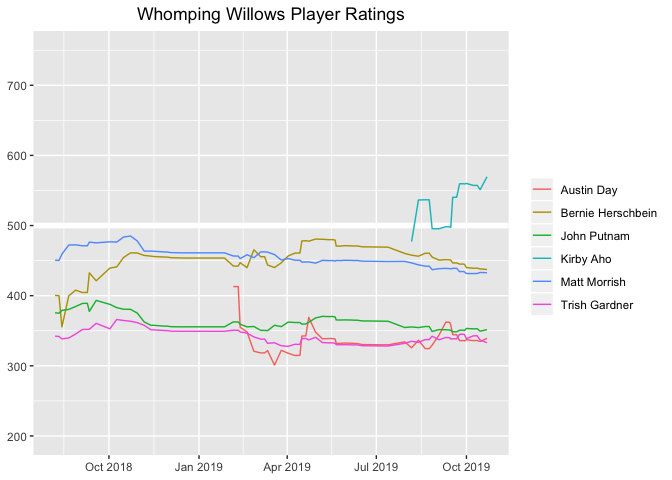 Whomping Willows Player Ratings
700
600
500
400
300
200
Oct 2018
Jan 2019
Apr 2019
Jul 2019
Oct 2019
Austin Day
Bernie Herschbein
John Putnam
Kirby Aho
Matt Morrish
Trish Gardner